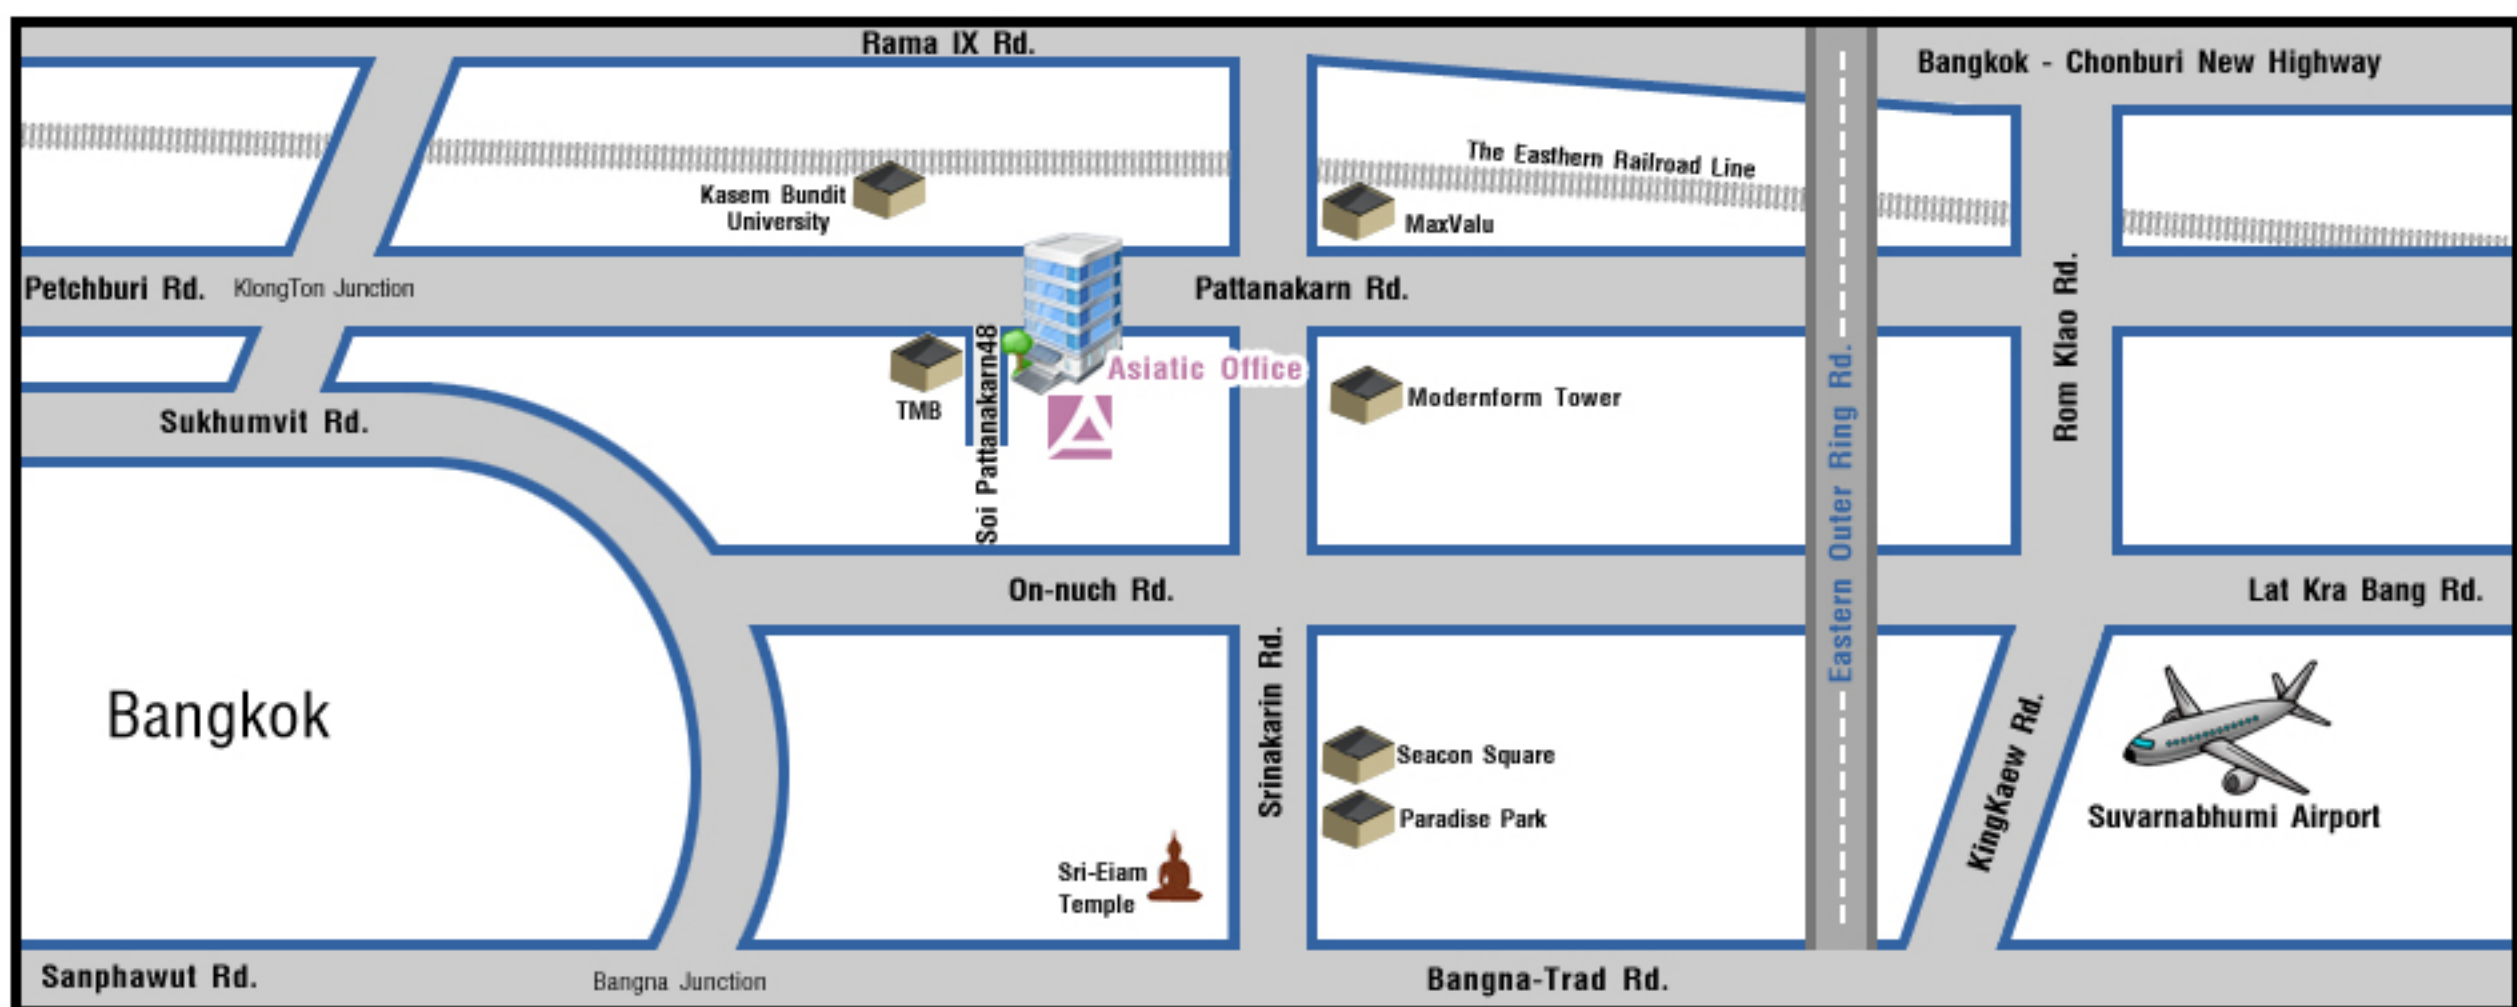 Rama IX Rd.
Bangkok - Chonburi New Highway
The Easthern Railroad Line
Kasem Bundit
University
MaxValu
Petchburi Rd.
KlongTon Junction
Pattanakarn Rd.
Rom Klao Rd.
Soi Pattanakarn48
Asiatic Office
TMB
Modernform Tower
Eastern Outer Ring Rd.
Sukhumvit Rd.
On-nuch Rd.
Lat Kra Bang Rd.
Srinakarin Rd.
KingKaew Rd.
Bangkok
Seacon Square
Paradise Park
Suvarnabhumi Airport
Sri-Eiam
Temple
Sanphawut Rd.
Bangna Junction
Bangna-Trad Rd.